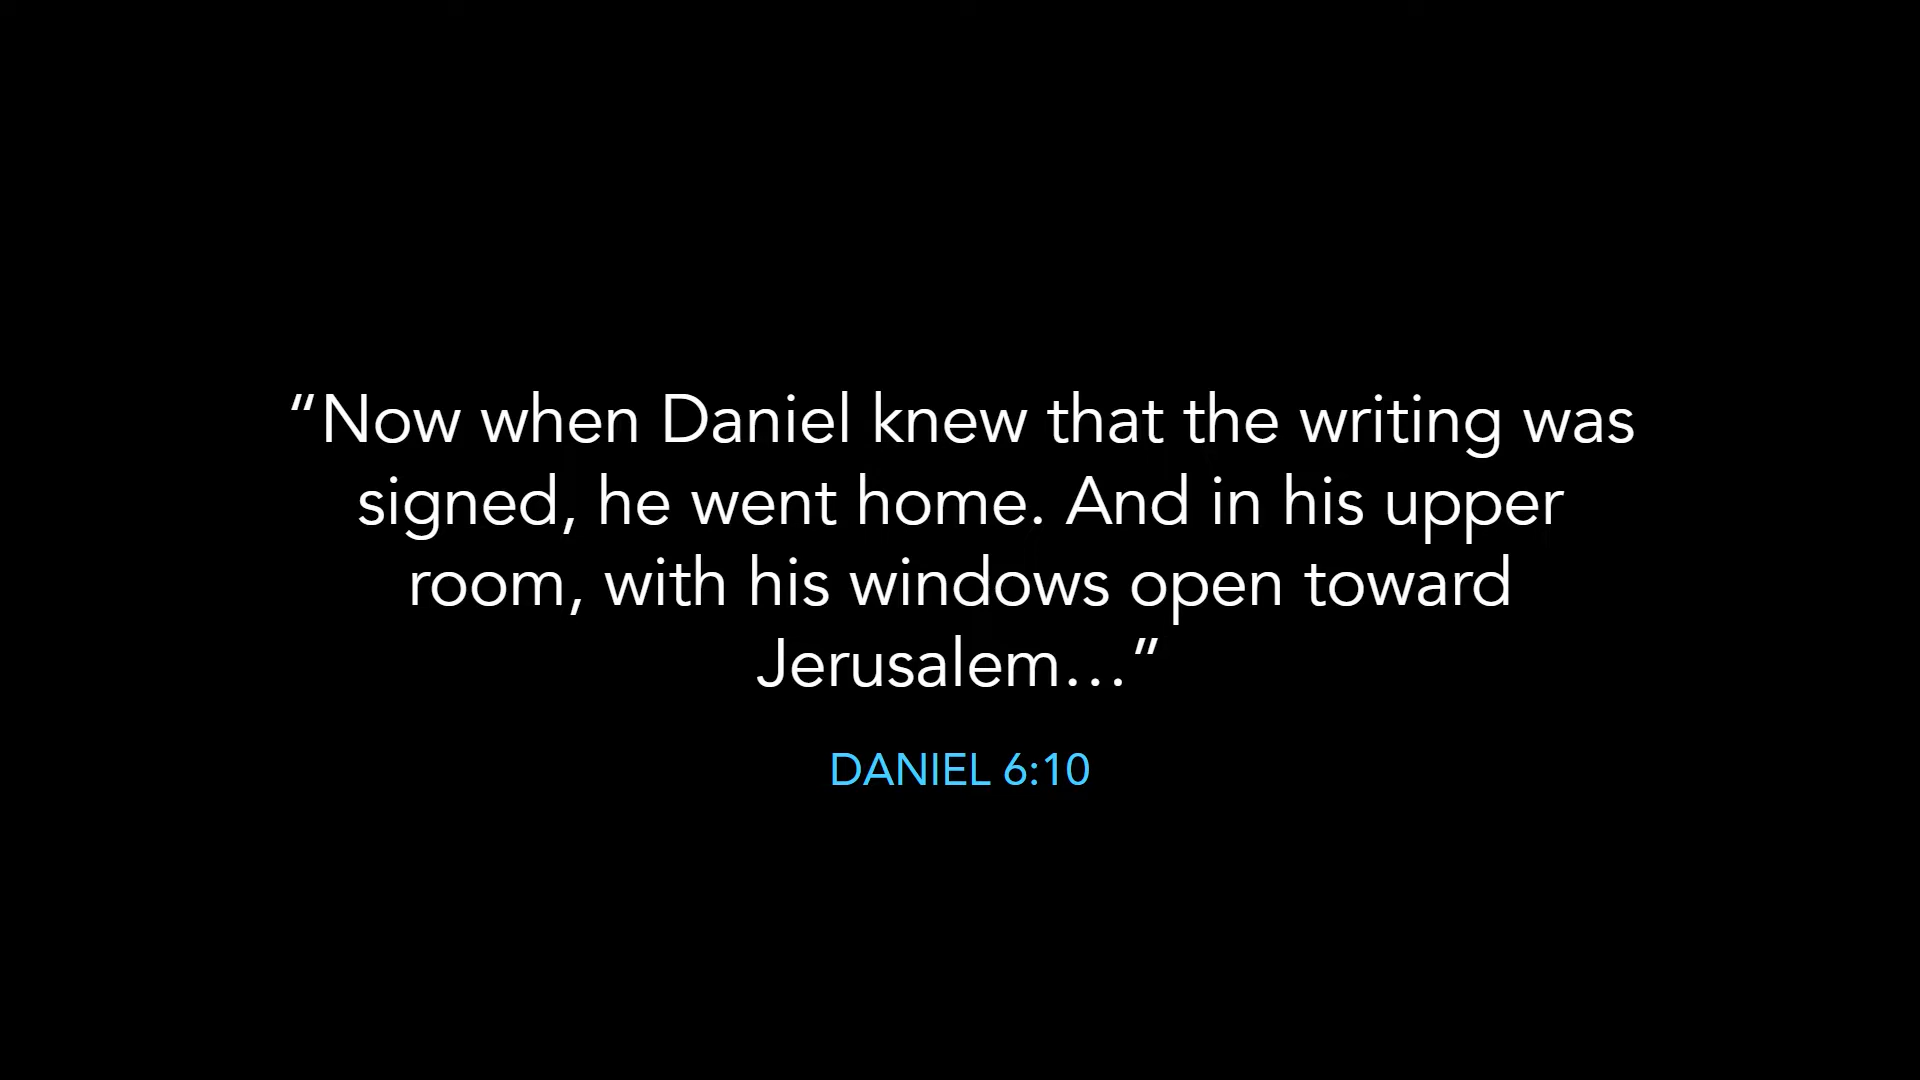 “Now when Daniel knew that the writing was
signed, he went home. And in his upper
room, with his windows open toward
Jerusalem…”
DANIEL 6:10